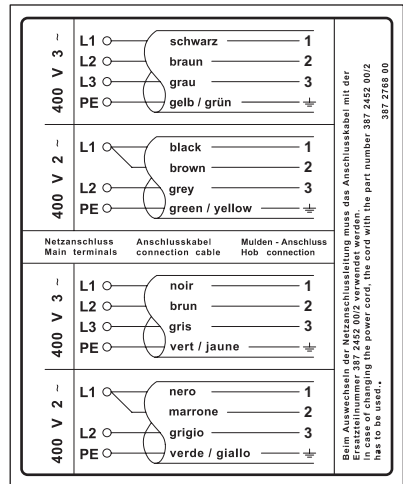 400 V 3 ~
L1 schwarz 1
L2 braun 2
L3 grau 3
PE gelb / grün
400 V 2 ~
L1 black 1
brown 2
L2 grey 3
PE green / yellow
Netzanschluss Anschlusskabel Mulden - Anschluss
Main terminals connection cable Hob connection
400 V 3 ~
L1 noir 1
L2 brun 2
L3 gris 3
PE vert / jaune
400 V 2 ~
L1 nero 1
marrone 2
L2 grigio 3
PE verde / giallo
Beim Auswechseln der Netzanschlussleitung muss das Anschlusskabel mit der
Ersatzteilnummer 387 2452 00/2 verwendet werden.
In case of changing the power cord, the cord with the part number 387 2452 00/2
has to be used..
387 2768 00